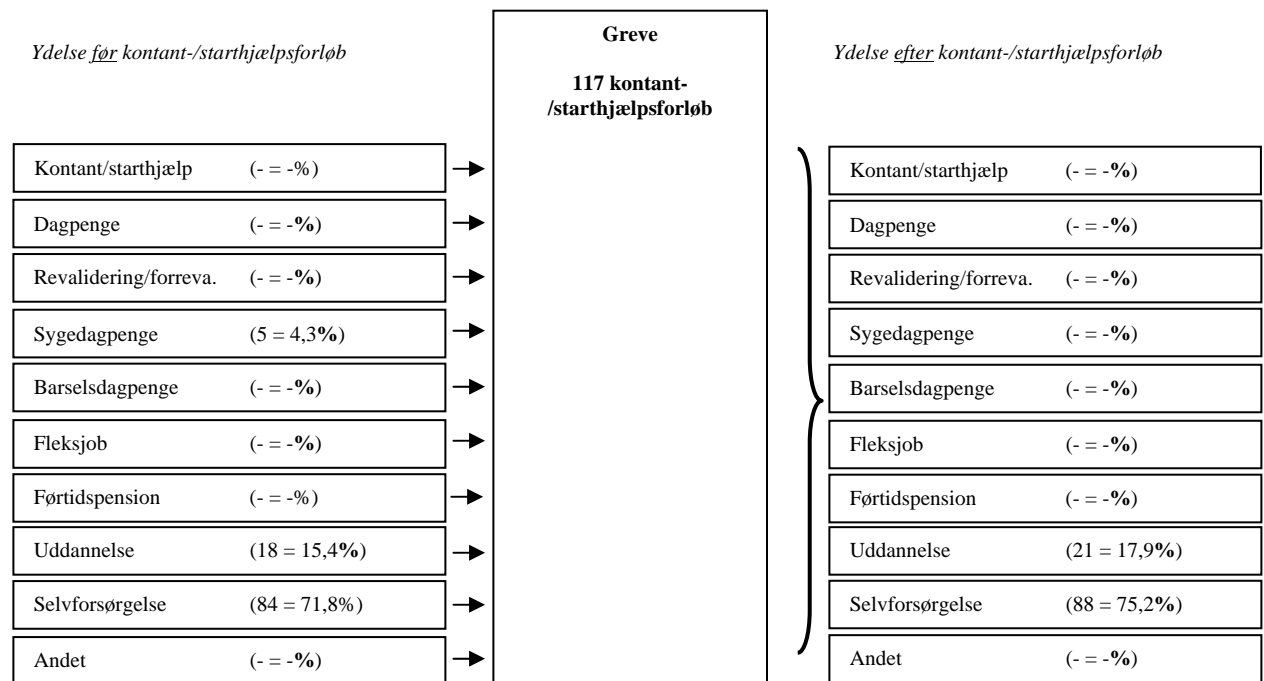 Ydelse før kontant-/starthjælpsforløb
Greve
117 kontant-
/starthjælpsforløb
Ydelse efter kontant-/starthjælpsforløb
Kontant/starthjælp (- = -%)
Dagpenge (- = -%)
Revalidering/forreva. (- = -%)
Sygedagpenge (5 = 4,3%)
Barselsdagpenge (- = -%)
Fleksjob (- = -%)
Førtidspension (- = -%)
Uddannelse (18 = 15,4%)
Selvforsørgelse (84 = 71,8%)
Andet (- = -%)
Kontant/starthjælp (- = -%)
Dagpenge (- = -%)
Revalidering/forreva. (- = -%)
Sygedagpenge (- = -%)
Barselsdagpenge (- = -%)
Fleksjob (- = -%)
Førtidspension (- = -%)
Uddannelse (21 = 17,9%)
Selvforsørgelse (88 = 75,2%)
Andet (- = -%)